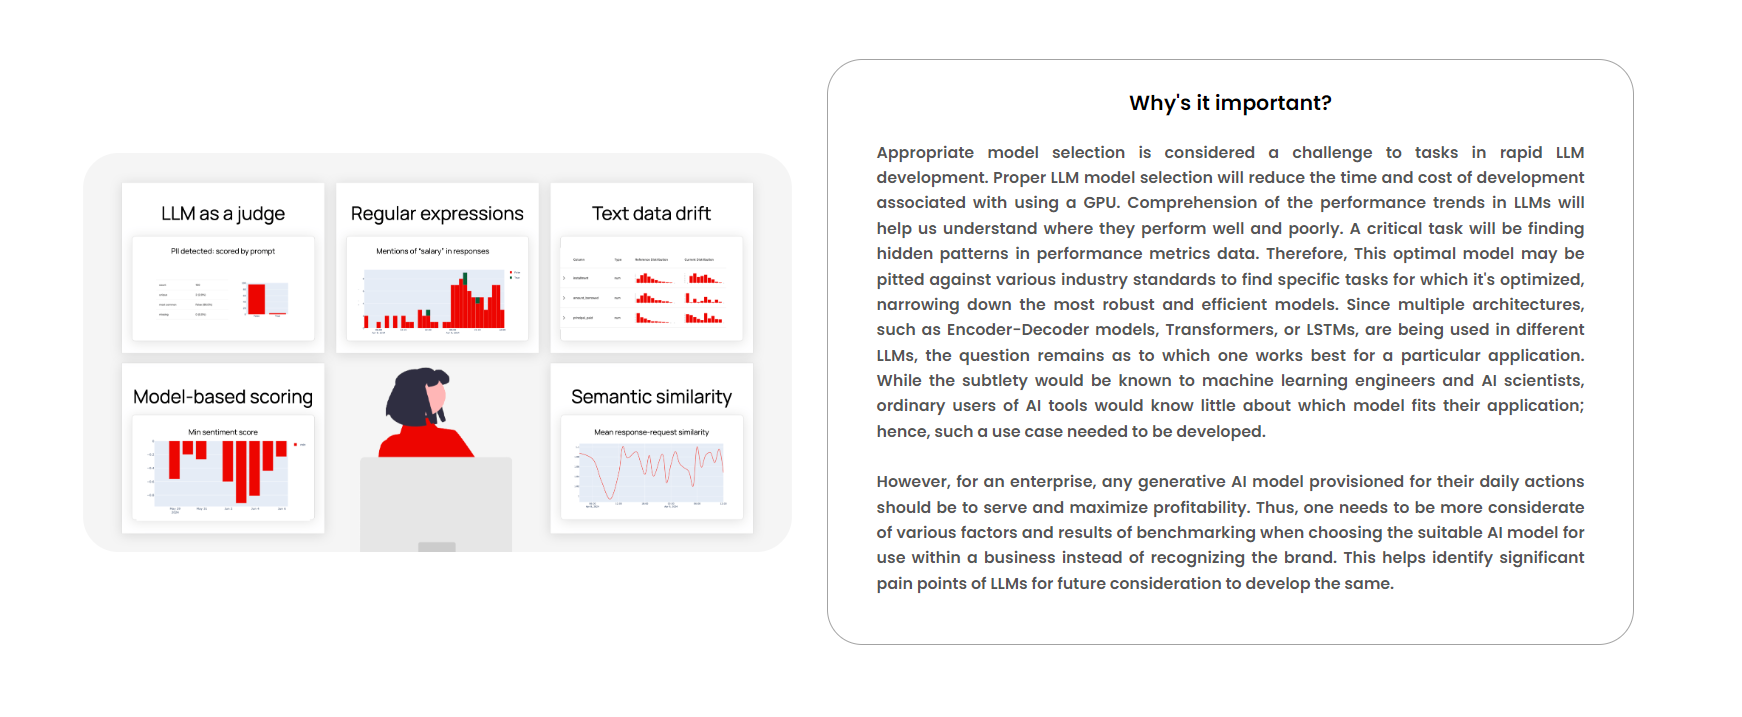 LLM as a judge
PII detected: scored by prompt
Regular expressions
Mentions of "salary" in responses
Text data drift
Model-based scoring
Min sentiment score
Semantic similarity
Mean response-request similarity
Why's it important?
Appropriate model selection is considered a challenge to tasks in rapid LLM
development. Proper LLM model selection will reduce the time and cost of development
associated with using a GPU. Comprehension of the performance trends in LLMs will
help us understand where they perform well and poorly. A critical task will be finding
hidden patterns in performance metrics data. Therefore, This optimal model may be
pitted against various industry standards to find specific tasks for which it's optimized,
narrowing down the most robust and efficient models. Since multiple architectures,
such as Encoder-Decoder models, Transformers, or LSTMs, are being used in different
LLMs, the question remains as to which one works best for a particular application.
While the subtlety would be known to machine learning engineers and AI scientists,
ordinary users of AI tools would know little about which model fits their application;
hence, such a use case needed to be developed.
However, for an enterprise, any generative AI model provisioned for their daily actions
should be to serve and maximize profitability. Thus, one needs to be more considerate
of various factors and results of benchmarking when choosing the suitable AI model for
use within a business instead of recognizing the brand. This helps identify significant
pain points of LLMs for future consideration to develop the same.